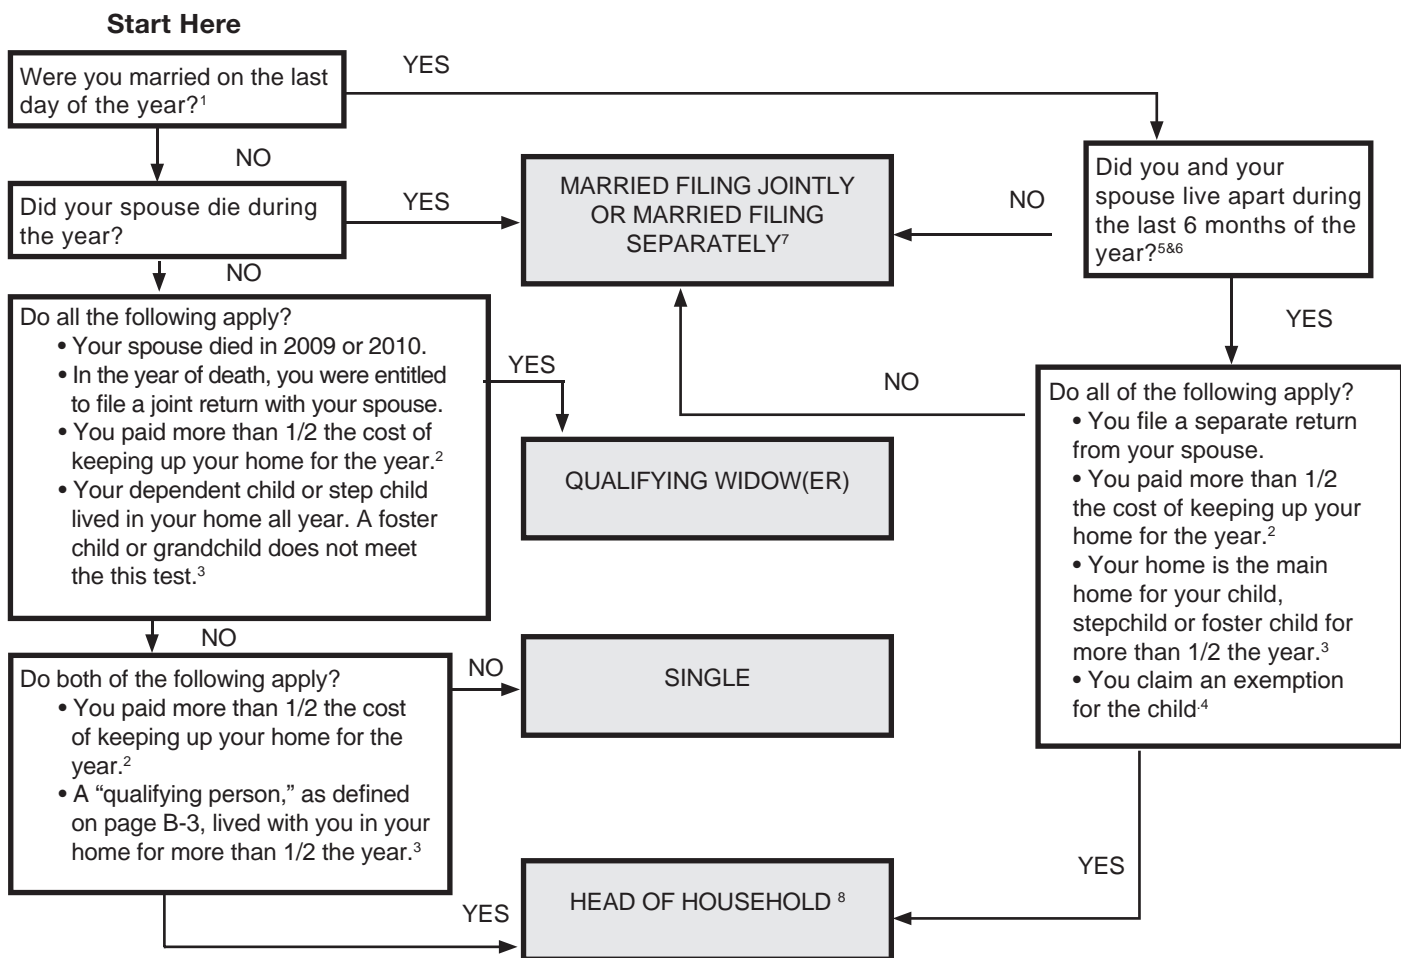 Start Here
Were you married on the last
day of the year?1
YES
NO
Did your spouse die during
the year?
YES
MARRIED FILING JOINTLY
OR MARRIED FILING
SEPARATELY7
NO
Did you and your
spouse live apart during
the last 6 months of the
year?5&6
NO
YES
Do all the following apply?
• Your spouse died in 2009 or 2010.
• In the year of death, you were entitled
to file a joint return with your spouse.
• You paid more than 1/2 the cost of
keeping up your home for the year.2
• Your dependent child or step child
lived in your home all year. A foster
child or grandchild does not meet
the this test.3
YES
QUALIFYING WIDOW(ER)
NO
Do all of the following apply?
• You file a separate return
from your spouse.
• You paid more than 1/2
the cost of keeping up your
home for the year.2
• Your home is the main
home for your child,
stepchild or foster child for
more than 1/2 the year.3
• You claim an exemption
for the child.4
NO
Do both of the following apply?
• You paid more than 1/2 the cost
of keeping up your home for the
year.2
• A “qualifying person,” as defined
on page B-3, lived with you in your
home for more than 1/2 the year.3
NO
SINGLE
YES
YES
HEAD OF HOUSEHOLD 8